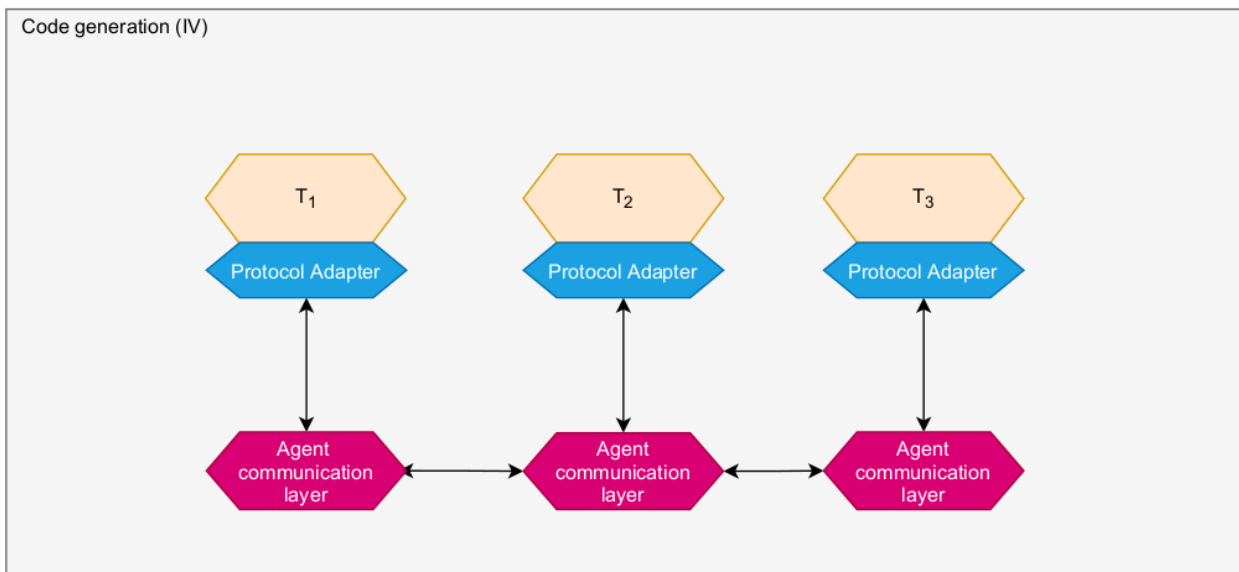 Code generation (IV)
T₁
T₂
T₃
Protocol Adapter
Protocol Adapter
Protocol Adapter
Agent
communication
layer
Agent
communication
layer
Agent
communication
layer